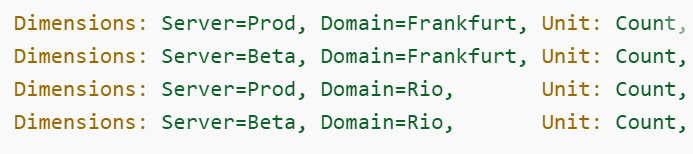 Dimensions: Server=Prod, Domain=Frankfurt, Unit: Count,
Dimensions: Server=Beta, Domain=Frankfurt, Unit: Count,
Dimensions: Server=Prod, Domain=Rio,       Unit: Count,
Dimensions: Server=Beta, Domain=Rio,       Unit: Count,